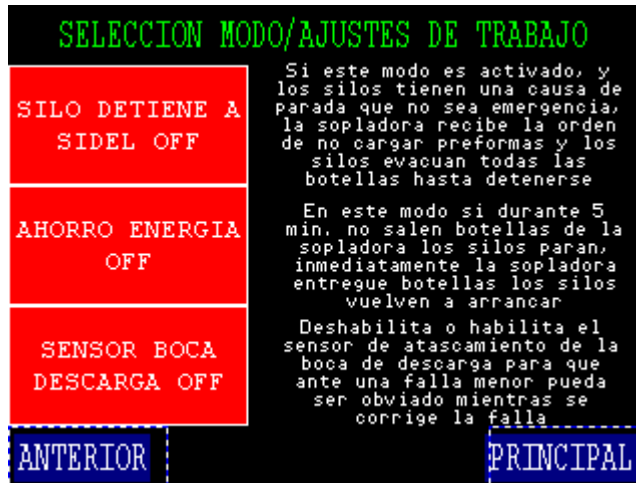 SELECCION MODO/AJUSTES DE TRABAJO
SILO DETIENE A
SIDEL OFF
Si este modo es activado, y
los silos tienen una causa de
parada que no sea emergencia,
la sopladora recibe la orden
de no cargar preformas y los
silos evacuan todas las
botellas hasta detenerse
AHORRO ENERGIA
OFF
En este modo si durante 5
min. no salen botellas de la
sopladora los silos paran,
inmediatamente la sopladora
entregue botellas los silos
vuelven a arrancar
SENSOR BOCA
DESCARGA OFF
Deshabilita o habilita el
sensor de atascamiento de la
boca de descarga para que
ante una falla menor pueda
ser obviado mientras se
corrige la falla
ANTERIOR
PRINCIPAL